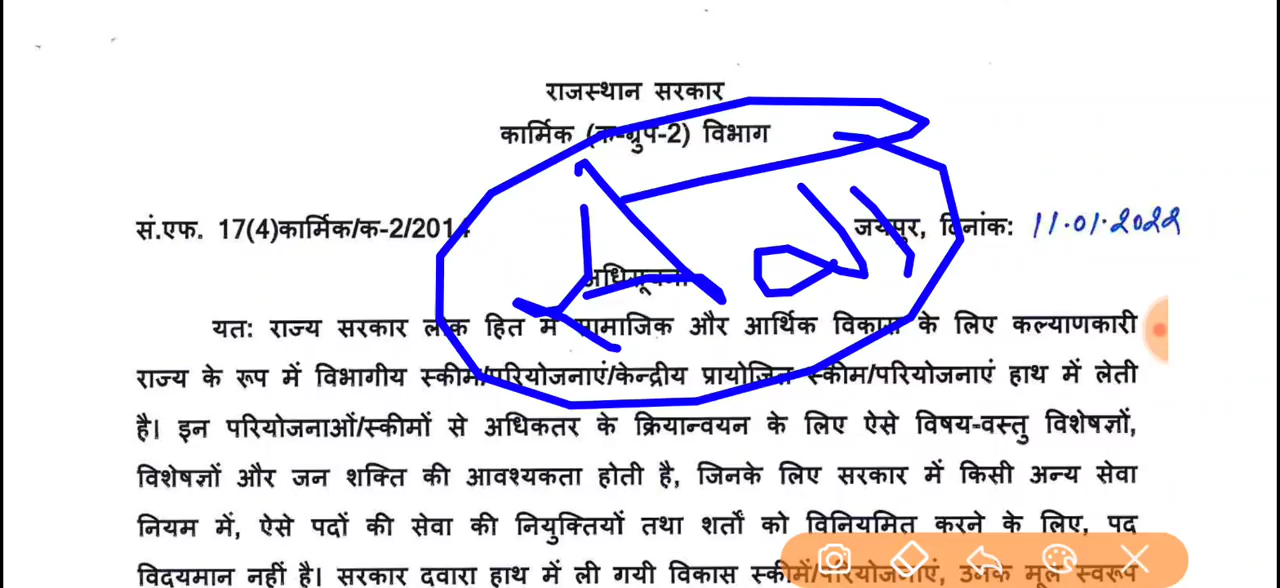 राजस्थान सरकार
कार्मिक (क-ग्रुप-2) विभाग
सं.एफ. 17(4)कार्मिक/क-2/2014
जयपुर, दिनांक: 11.01.2022
अधिसूचना
यत: राज्य सरकार लोक हित में सामाजिक और आर्थिक विकास के लिए कल्याणकारी
राज्य के रूप में विभागीय स्कीम/परियोजनाएं/केन्द्रीय प्रायोजित स्कीम/परियोजनाएं हाथ में लेती
है। इन परियोजनाओं/स्कीमों से अधिकतर के क्रियान्वयन के लिए ऐसे विषय-वस्तु विशेषज्ञों,
विशेषज्ञों और जन शक्ति की आवश्यकता होती है, जिनके लिए सरकार में किसी अन्य सेवा
नियम में, ऐसे पदों की सेवा की नियुक्तियों तथा शर्तों को विनियमित करने के लिए, पद
विद्यमान नहीं है। सरकार द्वारा हाथ में ली गयी विकास स्कीमें/परियोजनाएं, उनके मूल स्वरूप